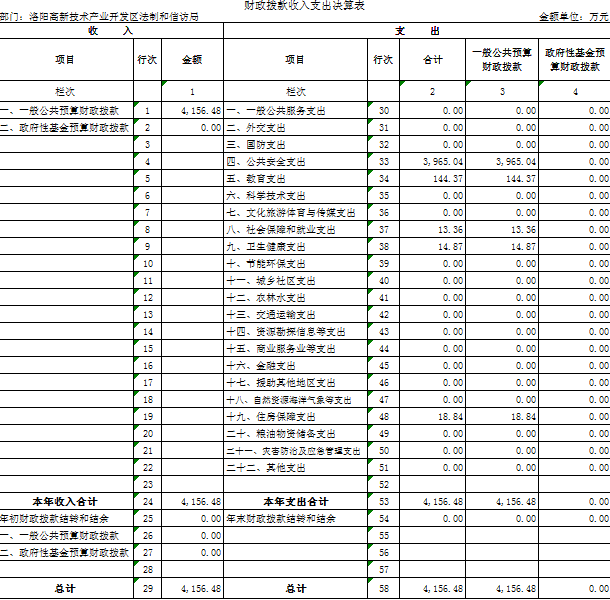 财政拨款收入支出决算表
部门：洛阳高新技术产业开发区法制和信访局 金额单位：万元
收 入 支 出
项目 行次 金额 项目 行次 合计 一般公共预算财政拨款 政府性基金预算财政拨款
栏次 1 栏次 2 3 4
一、一般公共预算财政拨款 1 4,156.48 一、一般公共服务支出 30 0.00 0.00 0.00
二、政府性基金预算财政拨款 2 0.00 二、外交支出 31 0.00 0.00 0.00
3 三、国防支出 32 0.00 0.00 0.00
4 四、公共安全支出 33 3,965.04 3,965.04 0.00
5 五、教育支出 34 144.37 144.37 0.00
6 六、科学技术支出 35 0.00 0.00 0.00
7 七、文化旅游体育与传媒支出 36 0.00 0.00 0.00
8 八、社会保障和就业支出 37 13.36 13.36 0.00
9 九、卫生健康支出 38 14.87 14.87 0.00
10 十、节能环保支出 39 0.00 0.00 0.00
11 十一、城乡社区支出 40 0.00 0.00 0.00
12 十二、农林水支出 41 0.00 0.00 0.00
13 十三、交通运输支出 42 0.00 0.00 0.00
14 十四、资源勘探信息等支出 43 0.00 0.00 0.00
15 十五、商业服务业等支出 44 0.00 0.00 0.00
16 十六、金融支出 45 0.00 0.00 0.00
17 十七、援助其他地区支出 46 0.00 0.00 0.00
18 十八、自然资源海洋气象等支出 47 0.00 0.00 0.00
19 十九、住房保障支出 48 18.84 18.84 0.00
20 二十、粮油物资储备支出 49 0.00 0.00 0.00
21 二十一、灾害防治及应急管理支出 50 0.00 0.00 0.00
22 二十二、其他支出 51 0.00 0.00 0.00
23 52
本年收入合计 24 4,156.48 本年支出合计 53 4,156.48 4,156.48 0.00
年初财政拨款结转和结余 25 0.00 年末财政拨款结转和结余 54 0.00 0.00 0.00
一、一般公共预算财政拨款 26 0.00 55
二、政府性基金预算财政拨款 27 0.00 56
28 57
总计 29 4,156.48 总计 58 4,156.48 4,156.48 0.00